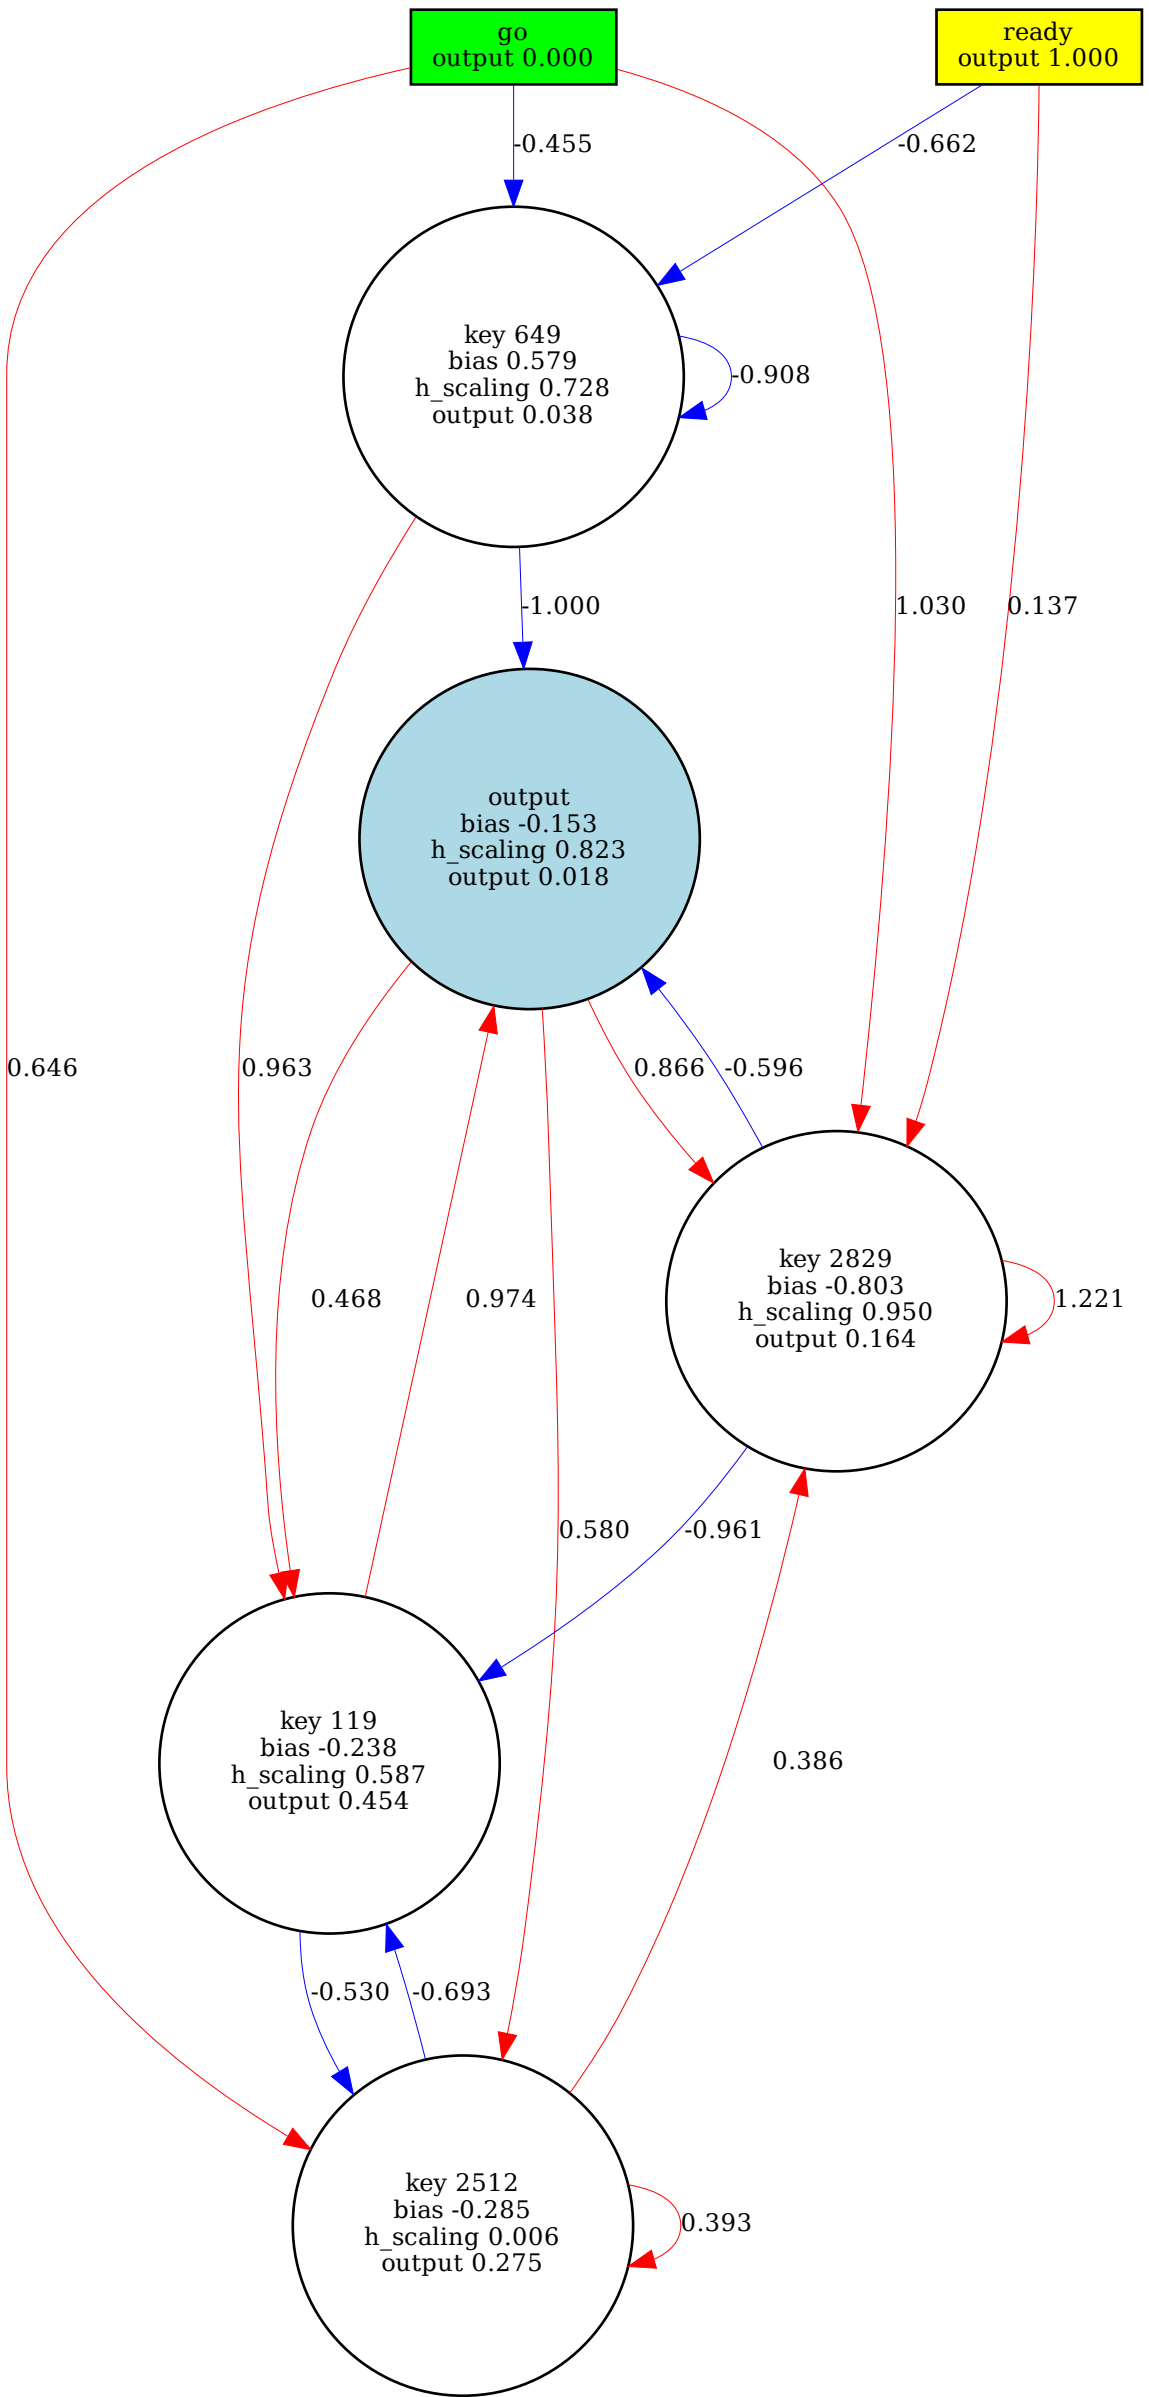 go
output 0.000
ready
output 1.000
-0.455
-0.662
key 649
bias 0.579
h_scaling 0.728
output 0.038
-0.908
-1.000
1.030
0.137
output
bias -0.153
h_scaling 0.823
output 0.018
0.646
0.963
0.866
-0.596
0.468
0.974
key 2829
bias -0.803
h_scaling 0.950
output 0.164
1.221
0.580
-0.961
key 119
bias -0.238
h_scaling 0.587
output 0.454
0.386
-0.530
-0.693
key 2512
bias -0.285
h_scaling 0.006
output 0.275
0.393